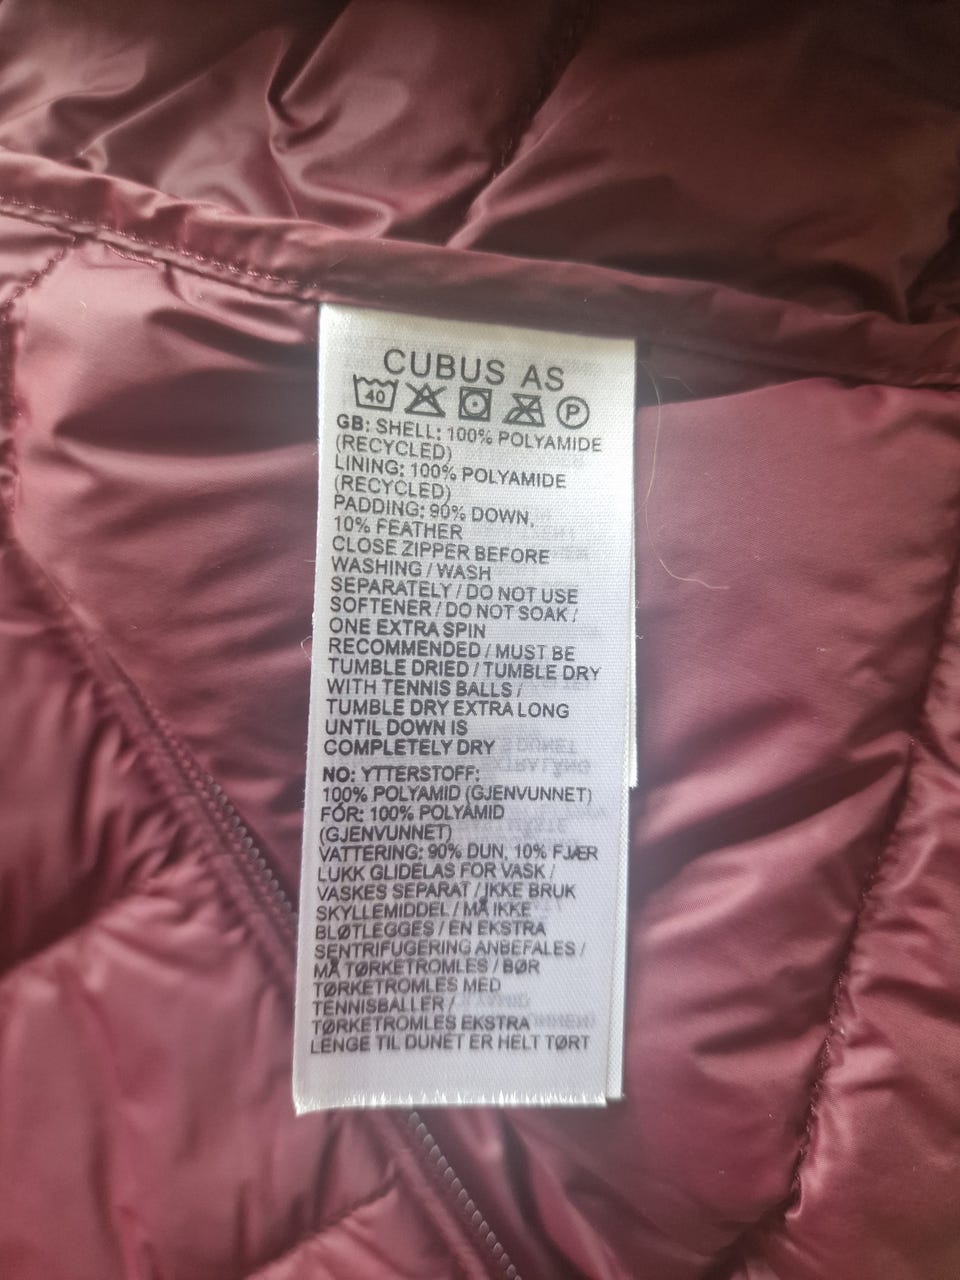 CUBUS AS
40 P
GB: SHELL: 100% POLYAMIDE
(RECYCLED)
LINING: 100% POLYAMIDE
(RECYCLED)
PADDING: 90% DOWN,
10% FEATHER
CLOSE ZIPPER BEFORE
WASHING / WASH
SEPARATELY / DO NOT USE
SOFTENER / DO NOT SOAK /
ONE EXTRA SPIN
RECOMMENDED / MUST BE
TUMBLE DRIED / TUMBLE DRY
WITH TENNIS BALLS /
TUMBLE DRY EXTRA LONG
UNTIL DOWN IS
COMPLETELY DRY
NO: YTTERSTOFF:
100% POLYAMID (GJENVUNNET)
FÓR: 100% POLYAMID
(GJENVUNNET)
VATTERING: 90% DUN, 10% FJÆR
LUKK GLIDELÅS FØR VASK /
VASKES SEPARAT / IKKE BRUK
SKYLLEMIDDEL / MÅ IKKE
BLØTLEGGES / EN EKSTRA
SENTRIFUGERING ANBEFALES /
MÅ TØRKETROMLES / BØR
TØRKETROMLES MED
TENNISBALLER /
TØRKETROMLES EKSTRA
LENGE TIL DUNET ER HELT TØRT